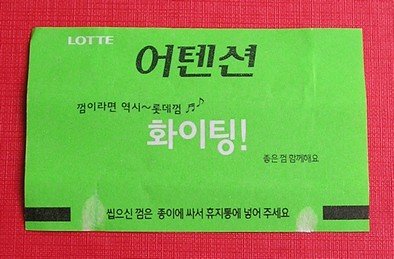 LOTTE
어텐션
껌이라면 역시~롯데껌 ♬♪
화이팅!
좋은껌 함께해요
씹으신 껌은 종이에 싸서 휴지통에 넣어 주세요